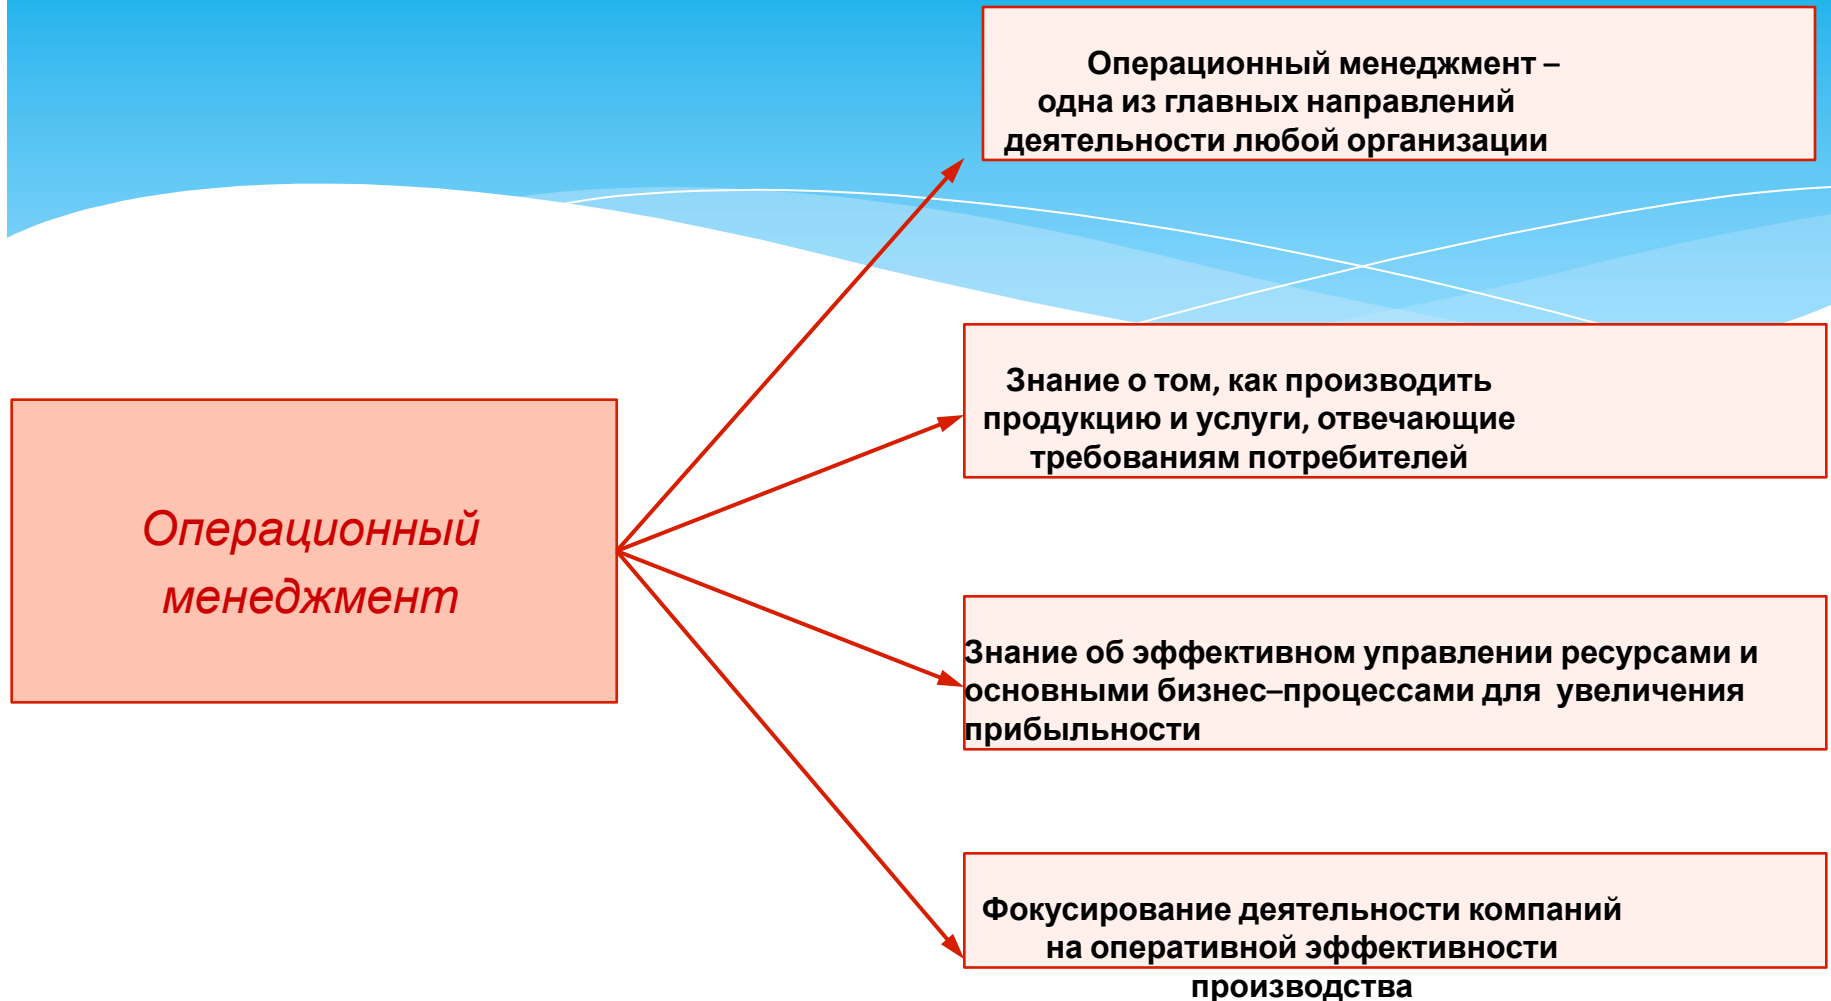 Операционный менеджмент –
одна из главных направлений
деятельности любой организации
Знание о том, как производить
продукцию и услуги, отвечающие
требованиям потребителей
Операционный
менеджмент
Знание об эффективном управлении ресурсами и
основными бизнес–процессами для увеличения
прибыльности
Фокусирование деятельности компаний
на оперативной эффективности
производства